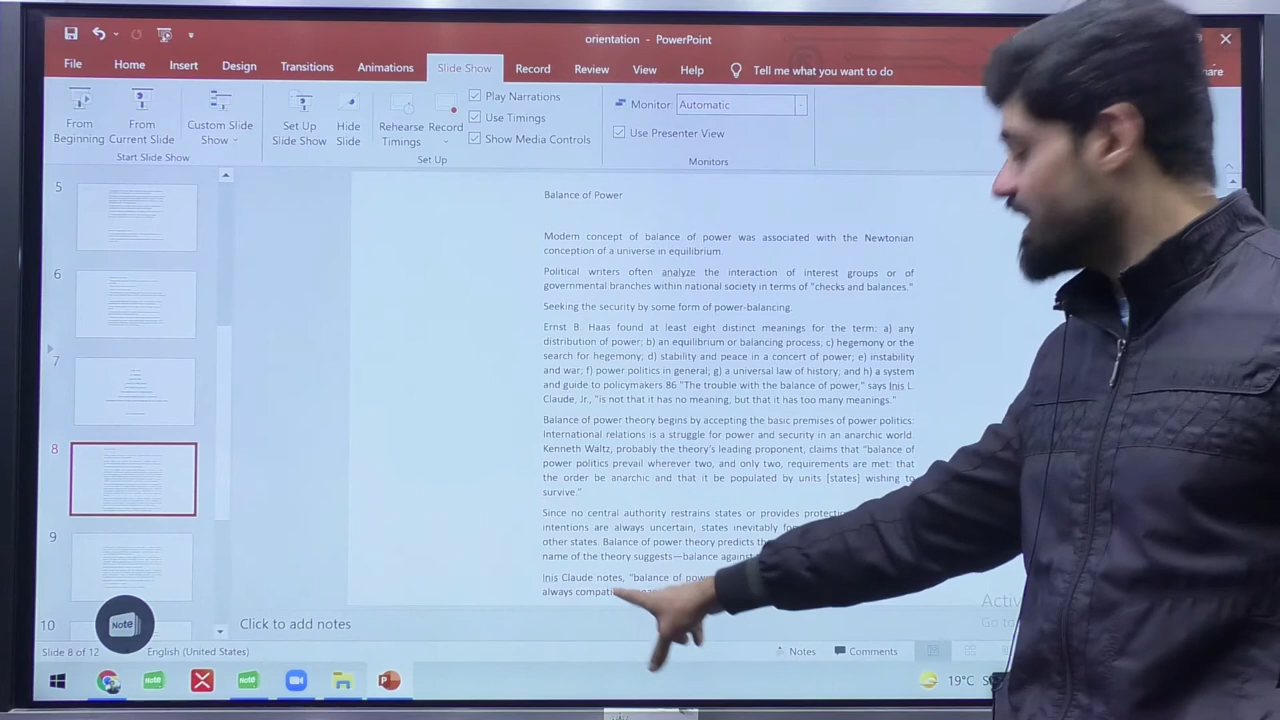 orientation - PowerPoint
File Home Insert Design Transitions Animations Slide Show Record Review View Help Tell me what you want to do
From Beginning
From Current Slide
Custom Slide Show
Start Slide Show
Set Up Slide Show
Hide Slide
Rehearse Timings
Record
Play Narrations
Use Timings
Show Media Controls
Set Up
Monitor: Automatic
Use Presenter View
Monitors
5
6
7
8
9
10
Balance of Power
Modern concept of balance of power was associated with the Newtonian
conception of a universe in equilibrium.
Political writers often analyze the interaction of interest groups or of
governmental branches within national society in terms of "checks and balances."
Seeking the security by some form of power-balancing.
Ernst B. Haas found at least eight distinct meanings for the term: a) any
distribution of power; b) an equilibrium or balancing process; c) hegemony or the
search for hegemony; d) stability and peace in a concert of power; e) instability
and war; f) power politics in general; g) a universal law of history; and h) a system
and guide to policymakers.86 "The trouble with the balance of power," says Inis L.
Claude, Jr., "is not that it has no meaning, but that it has too many meanings."
Balance of power theory begins by accepting the basic premises of power politics:
International relations is a struggle for power and security in an anarchic world.
Kenneth Waltz, probably the theory's leading proponent, claims that "balance of
power politics prevail wherever two, and only two, requirements are met: that
the order be anarchic and that it be populated by units [states] wishing to
survive."
Since no central authority restrains states or provides
intentions are always uncertain, states inevitably
other states. Balance of power theory predicts
name of the theory suggests—balance against
Inis Claude notes, "balance of
always
Note
Click to add notes
Slide 8 of 12 English (United States)
Notes Comments
19°C